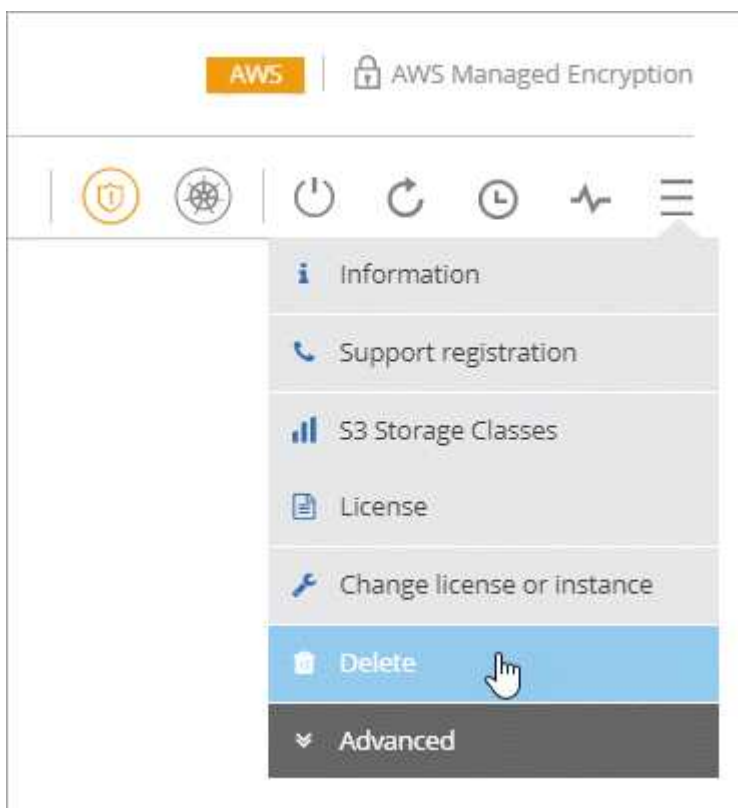 AWS
AWS Managed Encryption
Information
Support registration
S3 Storage Classes
License
Change license or instance
Delete
Advanced